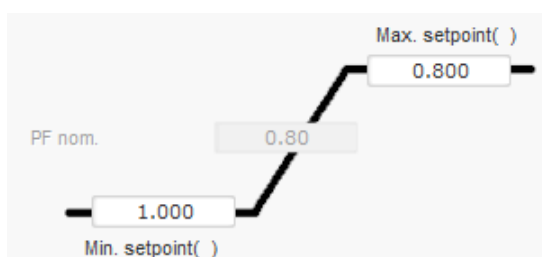 Max. setpoint( )
0.800
PF nom.
0.80
1.000
Min. setpoint( )